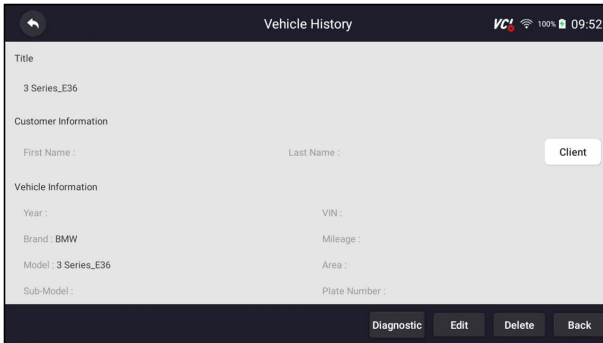 Vehicle History VC! 100% 09:52
Title
3 Series_E36
Customer Information
First Name : Last Name : Client
Vehicle Information
Year : VIN :
Brand : BMW Mileage :
Model : 3 Series_E36 Area :
Sub-Model : Plate Number :
Diagnostic Edit Delete Back